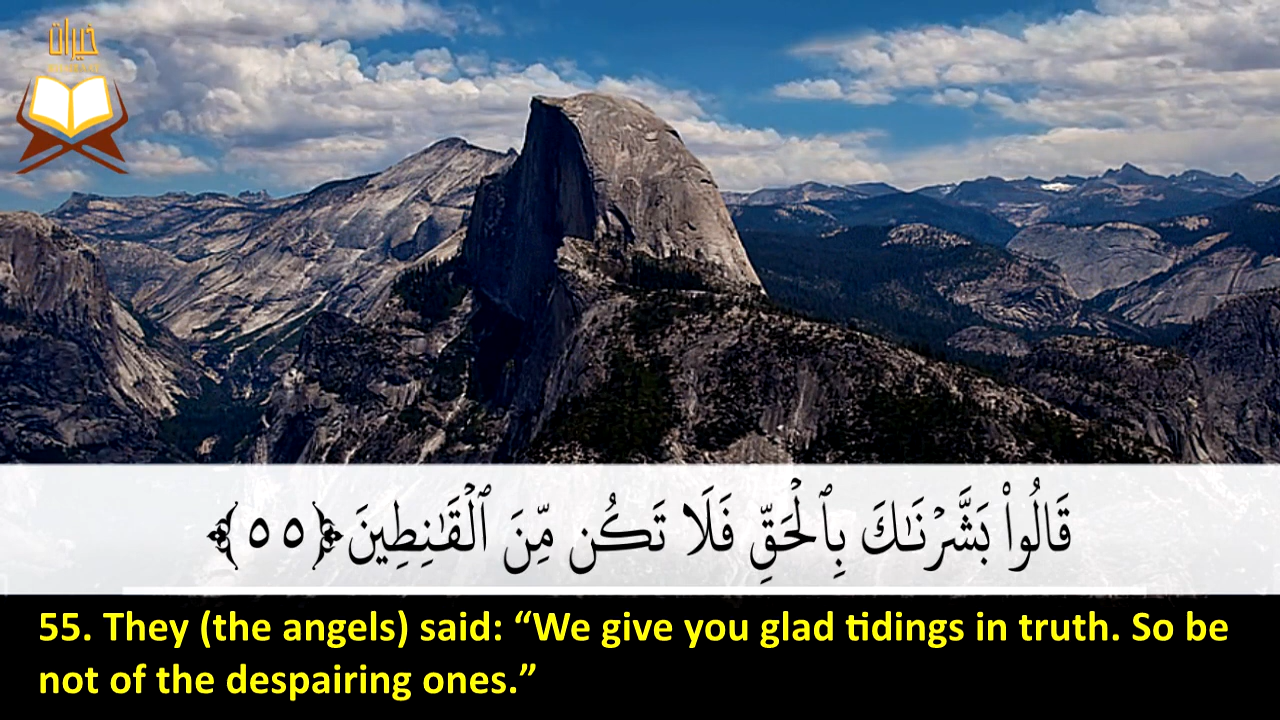 خيرات
قَالُوا۟ بَشَّرْنَـٰكَ بِٱلْحَقِّ فَلَا تَكُن مِّنَ ٱلْقَـٰنِطِينَ ﴿٥٥﴾
55. They (the angels) said: “We give you glad tidings in truth. So be
not of the despairing ones.”